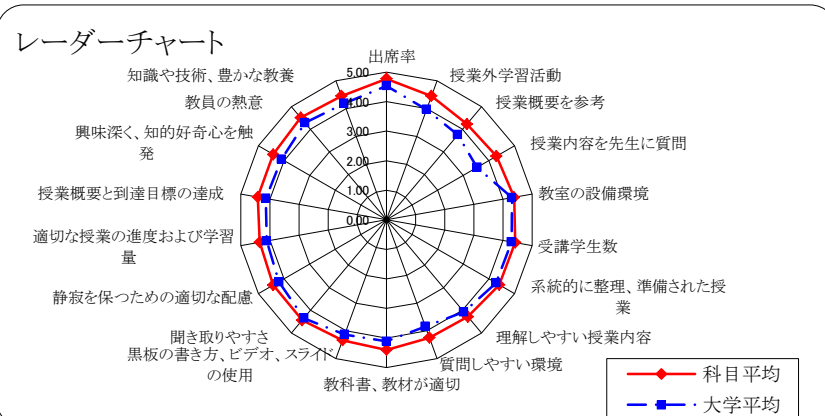 レーダーチャート
出席率
授業外学習活動
授業概要を参考
授業内容を先生に質問
教室の設備環境
受講学生数
系統的に整理、準備された授
業
理解しやすい授業内容
質問しやすい環境
教科書、教材が適切
黒板の書き方、ビデオ、スライド
の使用
聞き取りやすさ
静寂を保つための適切な配慮
適切な授業の進度および学習
量
授業概要と到達目標の達成
興味深く、知的好奇心を触
発
教員の熱意
知識や技術、豊かな教養
5.00
4.00
3.00
2.00
1.00
0.00
科目平均
大学平均